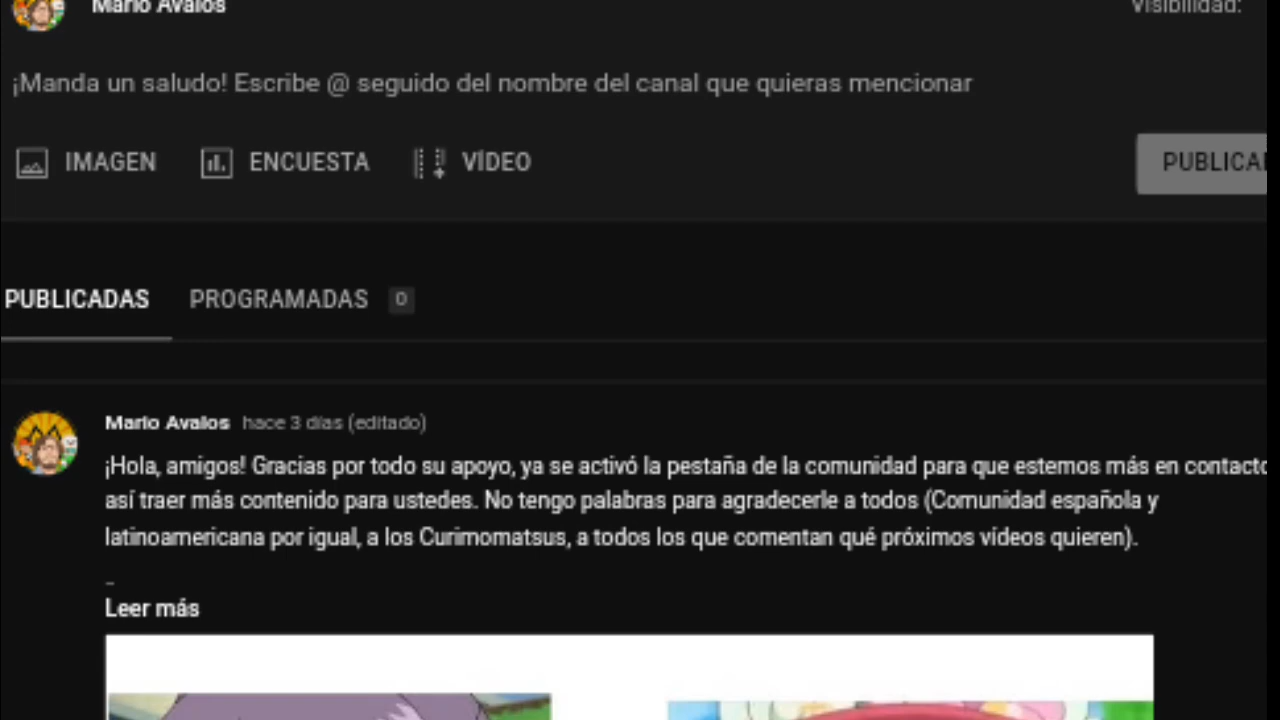 Mario Avalos
Visibilidad:
¡Manda un saludo! Escribe @ seguido del nombre del canal que quieras mencionar
IMAGEN
ENCUESTA
VÍDEO
PUBLICA
PUBLICADAS
PROGRAMADAS
0
Mario Avalos hace 3 días (editado)
¡Hola, amigos! Gracias por todo su apoyo, ya se activó la pestaña de la comunidad para que estemos más en contacto
así traer más contenido para ustedes. No tengo palabras para agradecerle a todos (Comunidad española y
latinoamericana por igual, a los Curimomatsus, a todos los que comentan qué próximos vídeos quieren).
_
Leer más